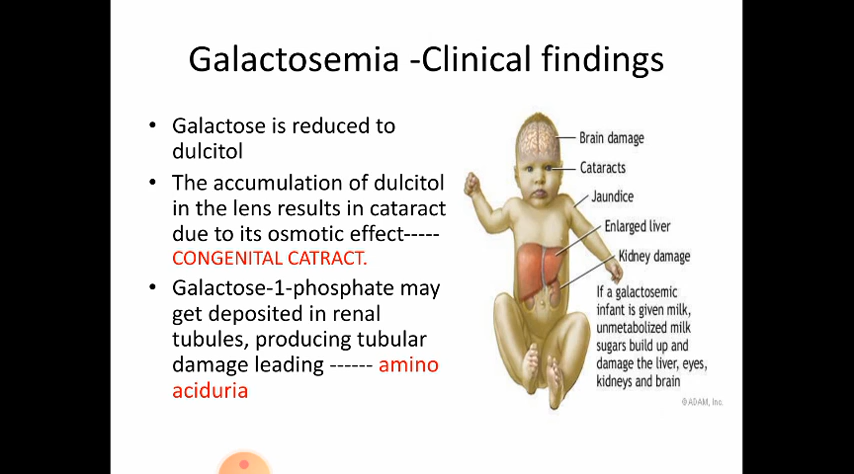 Galactosemia -Clinical findings
• Galactose is reduced to
dulcitol
• The accumulation of dulcitol
in the lens results in cataract
due to its osmotic effect-----
CONGENITAL CATRACT.
• Galactose-1-phosphate may
get deposited in renal
tubules, producing tubular
damage leading ------ amino
aciduria
Brain damage
Cataracts
Jaundice
Enlarged liver
Kidney damage
If a galactosemic
infant is given milk,
unmetabolized milk
sugars build up and
damage the liver, eyes,
kidneys and brain
©ADAM, Inc.